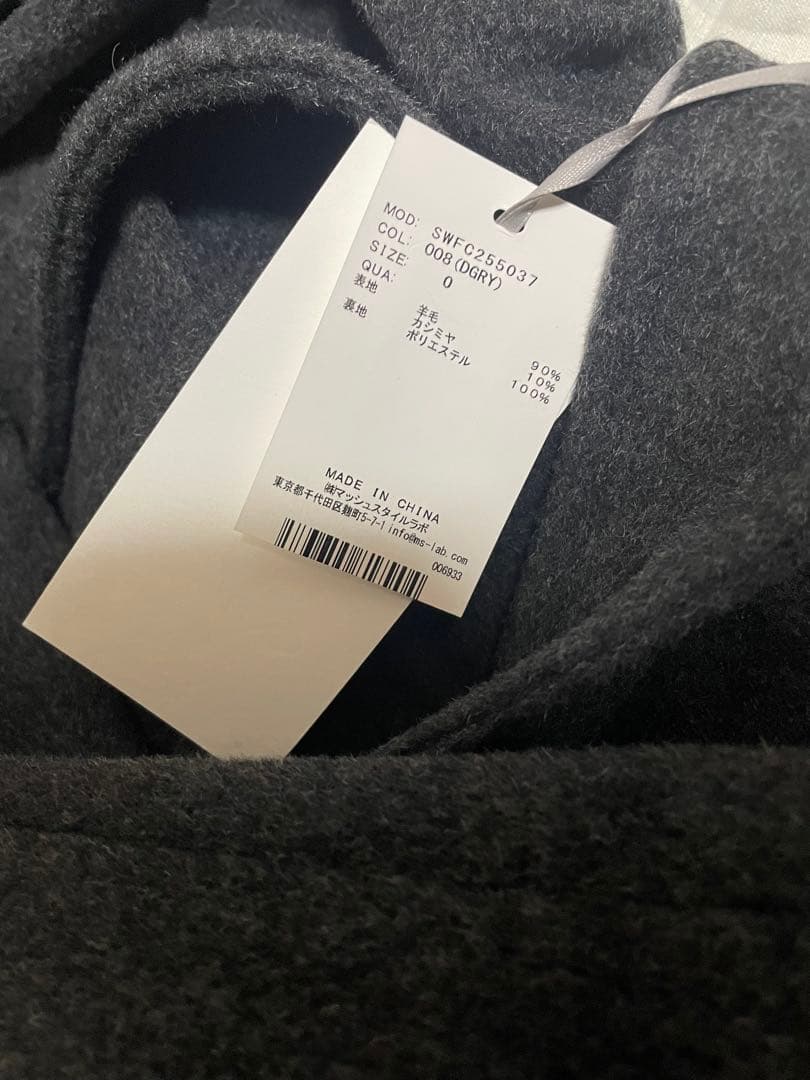 MOD: SWFC255037
COL: 008(DGRY)
SIZE: 0
QUA:
表地 羊毛 90%
カシミヤ 10%
裏地 ポリエステル 100%
MADE IN CHINA
㈱マッシュスタイルラボ
東京都千代田区麹町5-7-1 info@ms-lab.com
006933